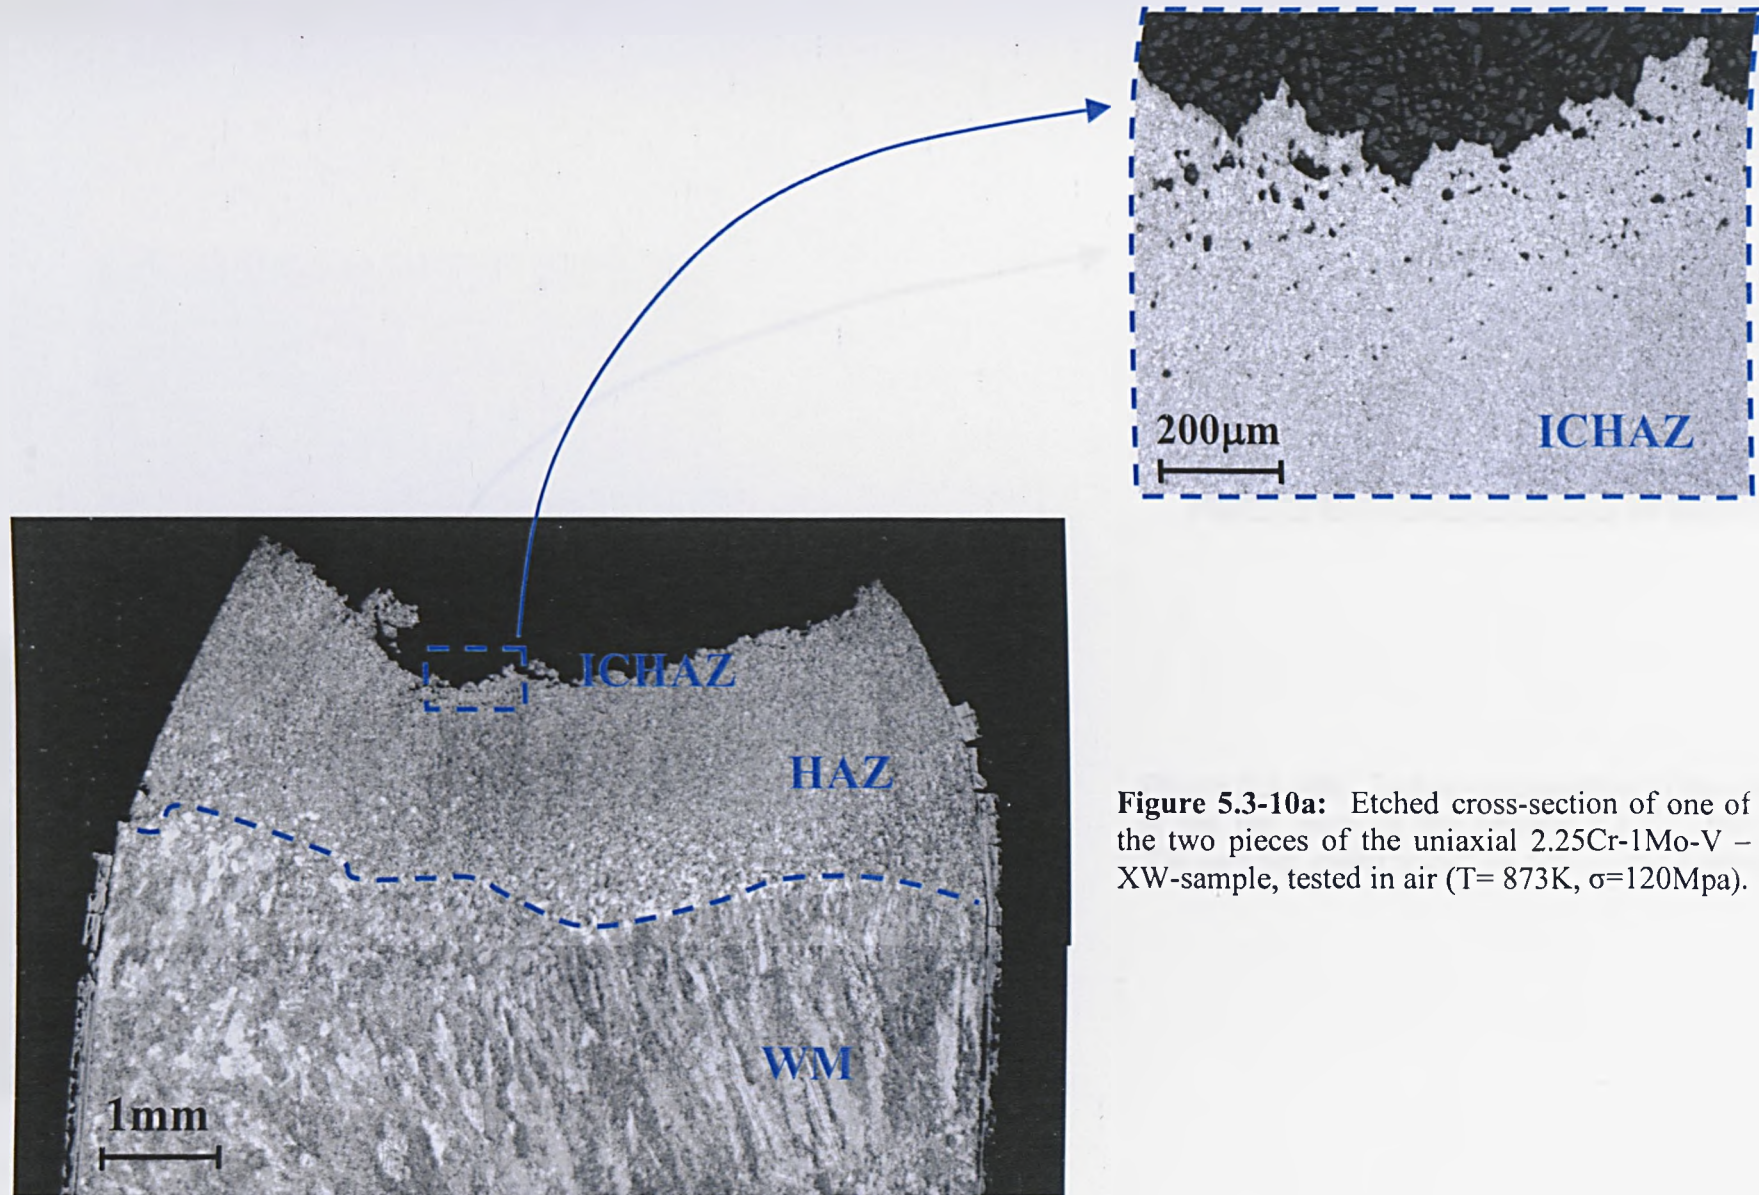 200μm
ICHAZ
ICHAZ
HAZ
WM
1mm
Figure 5.3-10a: Etched cross-section of one of
the two pieces of the uniaxial 2.25Cr-1Mo-V –
XW-sample, tested in air (T= 873K, σ=120Mpa).